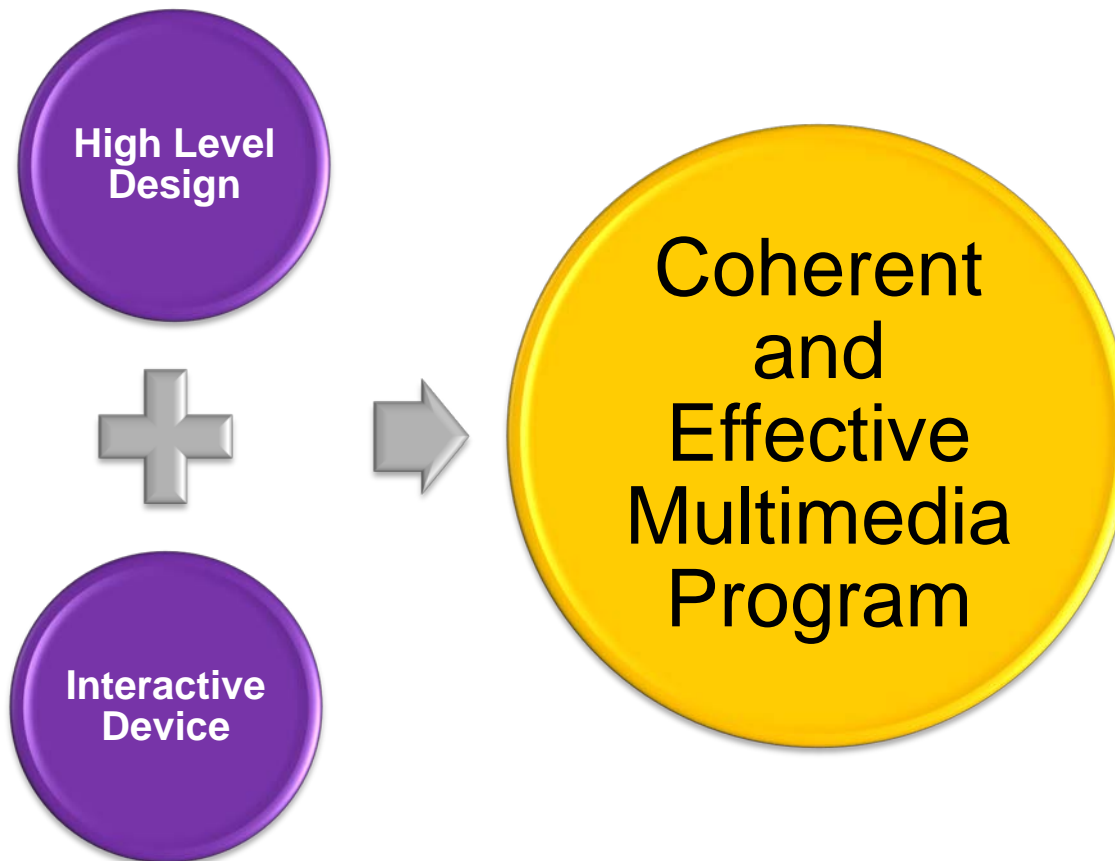 High Level
Design
Interactive
Device
Coherent
and
Effective
Multimedia
Program